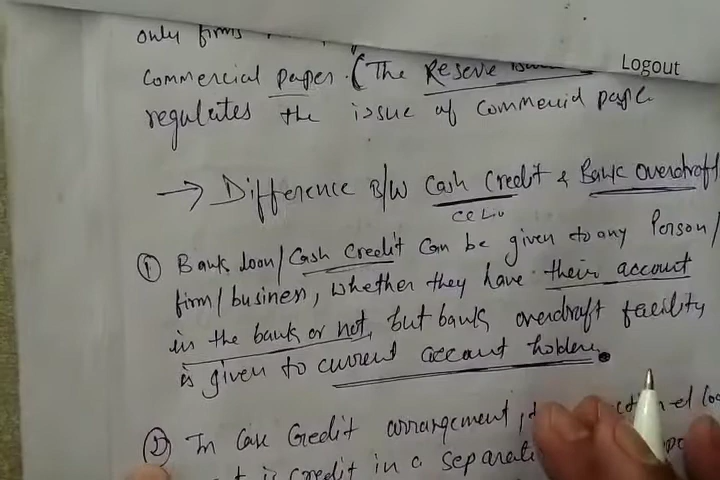 only firms
Logout
Commercial paper. (The Reserve
regulates the issue of commercial paper
→ Difference B/W Cash Credit & Bank Overdraft
① Bank loan/Cash Credit can be given to any Person/
firm/business, whether they have their account
in the bank or not, but bank overdraft facility
is given to current account holders.
② In Case Credit arrangement,
is credit in a separate